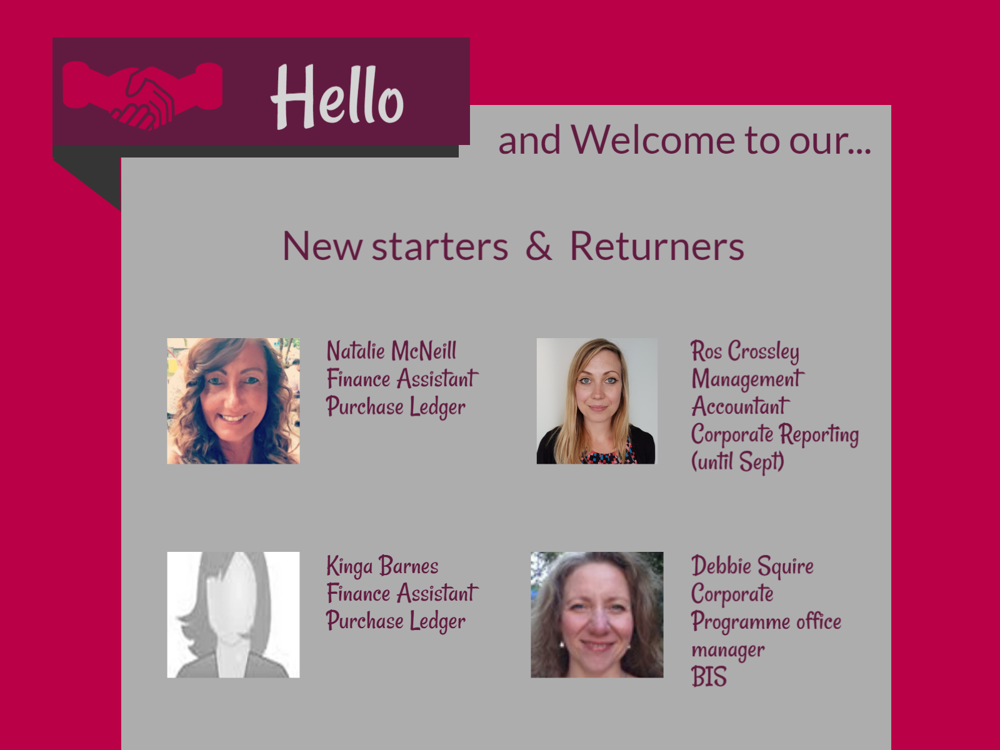 Hello
and Welcome to our...
New starters & Returners
Natalie McNeill
Finance Assistant
Purchase Ledger
Ros Crossley
Management
Accountant
Corporate Reporting
(until Sept)
Kinga Barnes
Finance Assistant
Purchase Ledger
Debbie Squire
Corporate
Programme office
manager
BIS